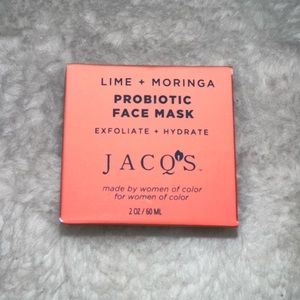 LIME + MORINGA
PROBIOTIC
FACE MASK
EXFOLIATE + HYDRATE
JACQ'S
made by women of color
for women of color
2 OZ / 60 ML